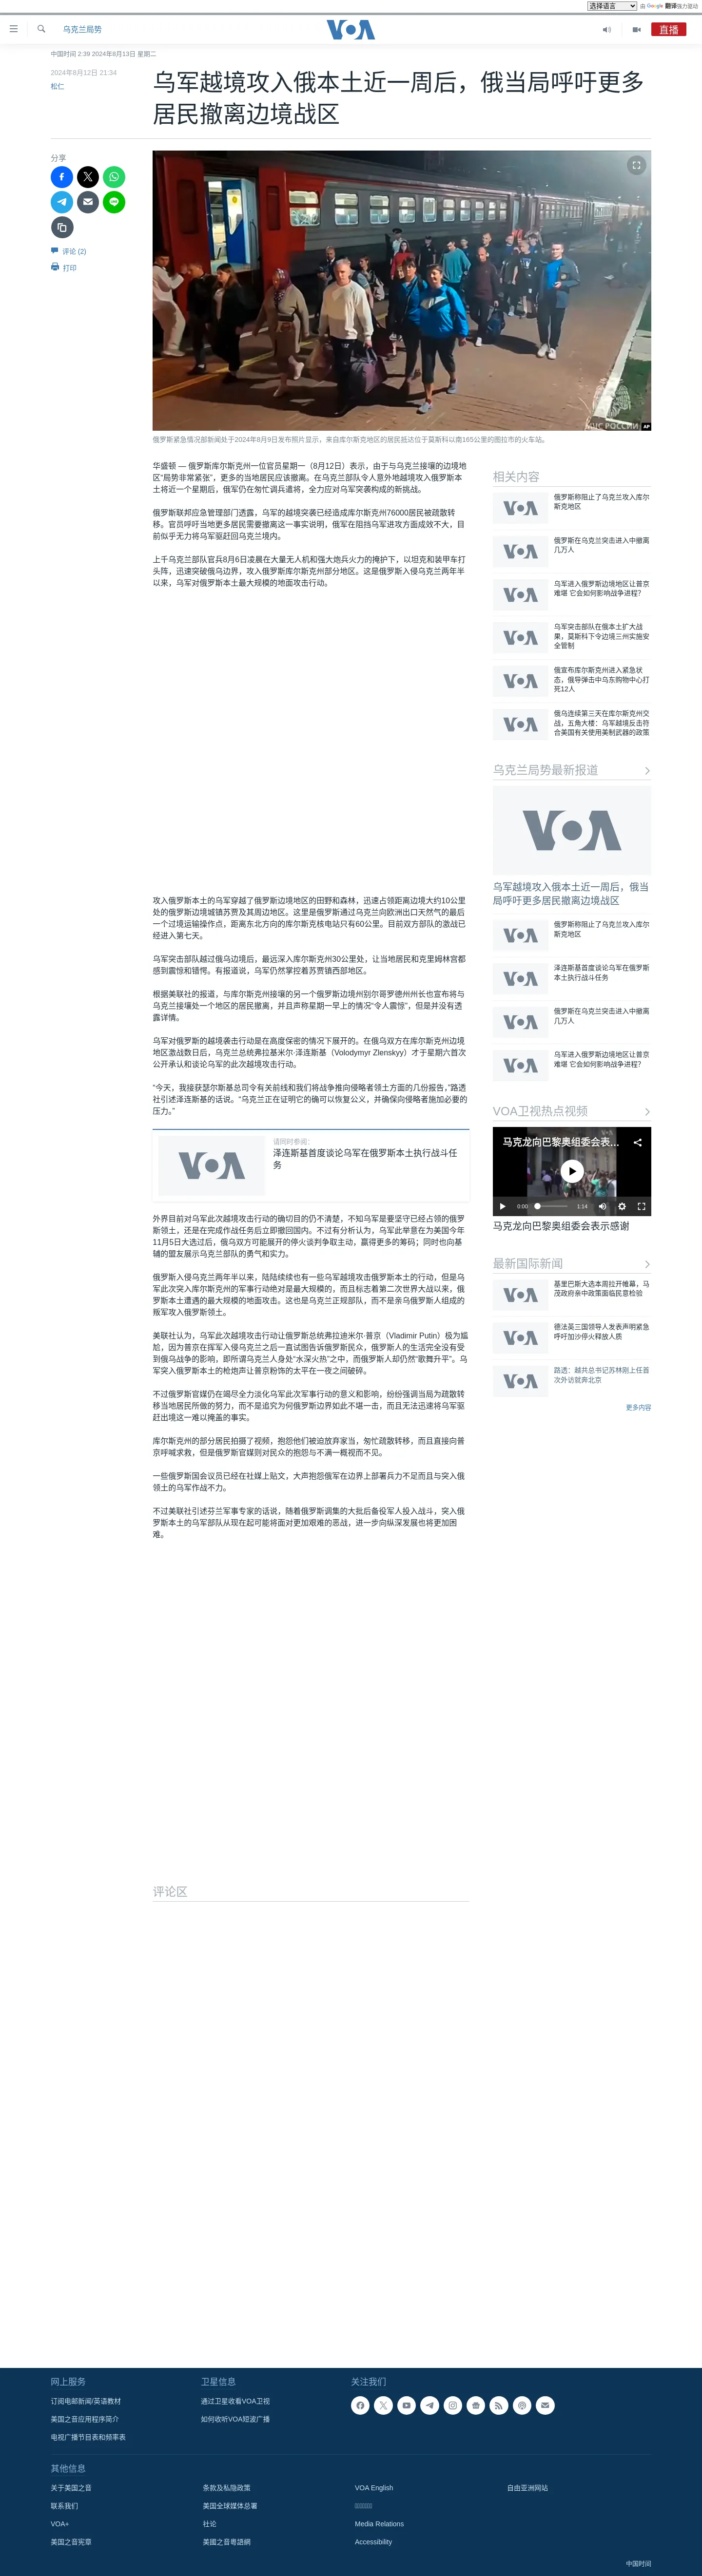 选择语言
由 Google 翻译强力驱动
乌克兰局势
VOA
直播
中国时间 2:39 2024年8月13日 星期二
2024年8月12日 21:34
松仁
乌军越境攻入俄本土近一周后，俄当局呼吁更多
居民撤离边境战区
分享
评论 (2)
打印
МЧС РОССИИ
AP
俄罗斯紧急情况部新闻处于2024年8月9日发布照片显示，来自库尔斯克地区的居民抵达位于莫斯科以南165公里的图拉市的火车站。
华盛顿 — 俄罗斯库尔斯克州一位官员星期一（8月12日）表示，由于与乌克兰接壤的边境地
区“局势非常紧张”，更多的当地居民应该撤离。在乌克兰部队令人意外地越境攻入俄罗斯本
土将近一个星期后，俄军仍在匆忙调兵遣将，全力应对乌军突袭构成的新挑战。
俄罗斯联邦应急管理部门透露，乌军的越境突袭已经造成库尔斯克州76000居民被疏散转
移。官员呼吁当地更多居民需要撤离这一事实说明，俄军在阻挡乌军进攻方面成效不大，目
前似乎无力将乌军驱赶回乌克兰境内。
上千乌克兰部队官兵8月6日凌晨在大量无人机和强大炮兵火力的掩护下，以坦克和装甲车打
头阵，迅速突破俄乌边界，攻入俄罗斯库尔斯克州部分地区。这是俄罗斯入侵乌克兰两年半
以来，乌军对俄罗斯本土最大规模的地面攻击行动。
攻入俄罗斯本土的乌军穿越了俄罗斯边境地区的田野和森林，迅速占领距离边境大约10公里
处的俄罗斯边境城镇苏贾及其周边地区。这里是俄罗斯通过乌克兰向欧洲出口天然气的最后
一个过境运输操作点，距离东北方向的库尔斯克核电站只有60公里。目前双方部队的激战已
经进入第七天。
乌军突击部队越过俄乌边境后，最远深入库尔斯克州30公里处，让当地居民和克里姆林宫都
感到震惊和错愕。有报道说，乌军仍然掌控着苏贾镇西部地区。
根据美联社的报道，与库尔斯克州接壤的另一个俄罗斯边境州别尔哥罗德州州长也宣布将与
乌克兰接壤处一个地区的居民撤离，并且声称星期一早上的情况“令人震惊”，但是并没有透
露详情。
乌军对俄罗斯的越境袭击行动是在高度保密的情况下展开的。在俄乌双方在库尔斯克州边境
地区激战数日后，乌克兰总统弗拉基米尔·泽连斯基（Volodymyr Zlenskyy）才于星期六首次
公开承认和谈论乌军的此次越境攻击行动。
“今天，我接获瑟尔斯基总司令有关前线和我们将战争推向侵略者领土方面的几份报告，”路透
社引述泽连斯基的话说。“乌克兰正在证明它的确可以恢复公义，并确保向侵略者施加必要的
压力。”
VOA
请同时参阅:
泽连斯基首度谈论乌军在俄罗斯本土执行战斗任
务
外界目前对乌军此次越境攻击行动的确切目的仍不清楚，不知乌军是要坚守已经占领的俄罗
斯领土，还是在完成作战任务后立即撤回国内。不过有分析认为，乌军此举意在为美国今年
11月5日大选过后，俄乌双方可能展开的停火谈判争取主动，赢得更多的筹码；同时也向基
辅的盟友展示乌克兰部队的勇气和实力。
俄罗斯入侵乌克兰两年半以来，陆陆续续也有一些乌军越境攻击俄罗斯本土的行动，但是乌
军此次突入库尔斯克州的军事行动绝对是最大规模的，而且标志着第二次世界大战以来，俄
罗斯本土遭遇的最大规模的地面攻击。这也是乌克兰正规部队，而不是亲乌俄罗斯人组成的
叛军攻入俄罗斯领土。
美联社认为，乌军此次越境攻击行动让俄罗斯总统弗拉迪米尔·普京（Vladimir Putin）极为尴
尬，因为普京在挥军入侵乌克兰之后一直试图告诉俄罗斯民众，俄罗斯人的生活完全没有受
到俄乌战争的影响，即所谓乌克兰人身处“水深火热”之中，而俄罗斯人却仍然“歌舞升平”。乌
军突入俄罗斯本土的枪炮声让普京粉饰的太平在一夜之间破碎。
不过俄罗斯官媒仍在竭尽全力淡化乌军此次军事行动的意义和影响，纷纷强调当局为疏散转
移当地居民所做的努力，而不是追究为何俄罗斯边界如此不堪一击，而且无法迅速将乌军驱
赶出境这一难以掩盖的事实。
库尔斯克州的部分居民拍摄了视频，抱怨他们被迫放弃家当，匆忙疏散转移，而且直接向普
京呼喊求救，但是俄罗斯官媒则对民众的抱怨与不满一概视而不见。
一些俄罗斯国会议员已经在社媒上贴文，大声抱怨俄军在边界上部署兵力不足而且与突入俄
领土的乌军作战不力。
不过美联社引述芬兰军事专家的话说，随着俄罗斯调集的大批后备役军人投入战斗，突入俄
罗斯本土的乌军部队从现在起可能将面对更加艰难的恶战，进一步向纵深发展也将更加困
难。
评论区
相关内容
VOA
俄罗斯称阻止了乌克兰攻入库尔
斯克地区
VOA
俄罗斯在乌克兰突击进入中撤离
几万人
VOA
乌军进入俄罗斯边境地区让普京
难堪 它会如何影响战争进程？
VOA
乌军突击部队在俄本土扩大战
果，莫斯科下令边境三州实施安
全管制
VOA
俄宣布库尔斯克州进入紧急状
态，俄导弹击中乌东购物中心打
死12人
VOA
俄乌连续第三天在库尔斯克州交
战，五角大楼：乌军越境反击符
合美国有关使用美制武器的政策
乌克兰局势最新报道
VOA
乌军越境攻入俄本土近一周后，俄当
局呼吁更多居民撤离边境战区
VOA
俄罗斯称阻止了乌克兰攻入库尔
斯克地区
VOA
泽连斯基首度谈论乌军在俄罗斯
本土执行战斗任务
VOA
俄罗斯在乌克兰突击进入中撤离
几万人
VOA
乌军进入俄罗斯边境地区让普京
难堪 它会如何影响战争进程？
VOA卫视热点视频
VOA
马克龙向巴黎奥组委会表...
0:00
1:14
马克龙向巴黎奥组委会表示感谢
最新国际新闻
VOA
基里巴斯大选本周拉开帷幕，马
茂政府亲中政策面临民意检验
VOA
德法英三国领导人发表声明紧急
呼吁加沙停火释放人质
VOA
路透：越共总书记苏林刚上任首
次外访就奔北京
更多内容
网上服务
订阅电邮新闻/英语教材
美国之音应用程序简介
电视广播节目表和频率表
卫星信息
通过卫星收看VOA卫视
如何收听VOA短波广播
关注我们
其他信息
关于美国之音
条款及私隐政策
VOA English
自由亚洲网站
联系我们
美国全球媒体总署
VOA+
社论
Media Relations
美国之音宪章
美國之音粵語網
Accessibility
中国时间